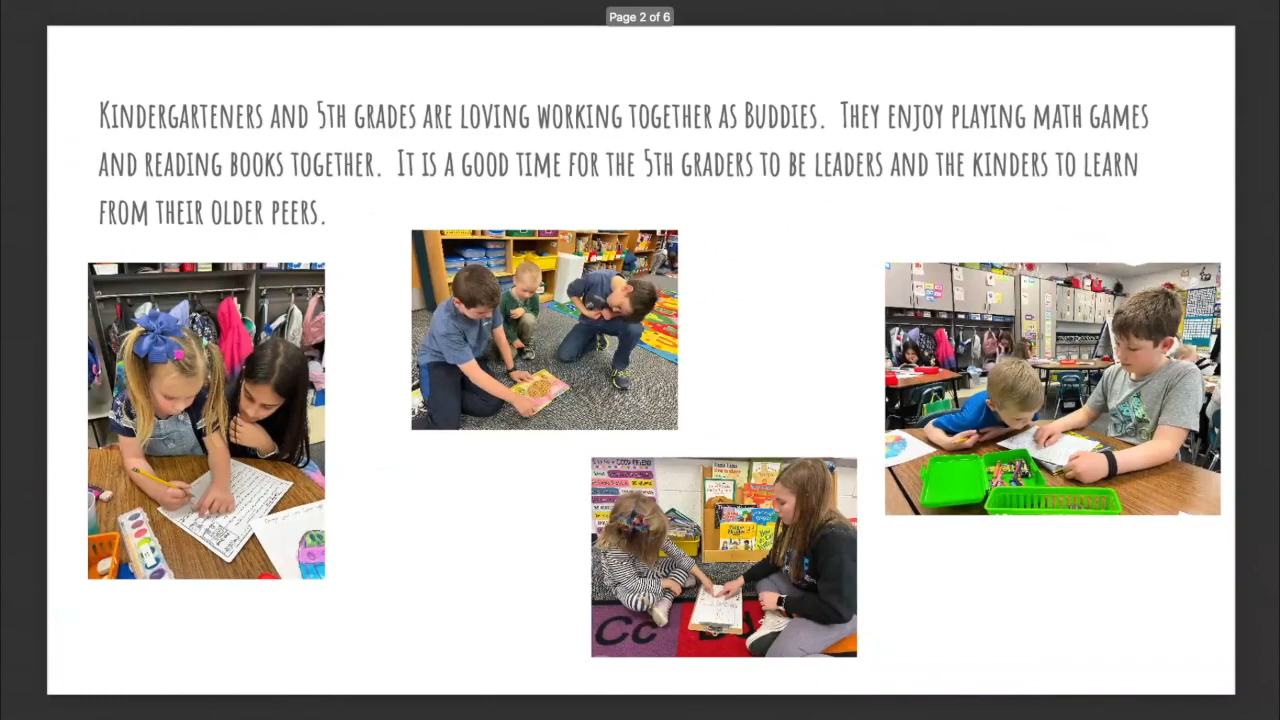 Page 2 of 6
Kindergarteners and 5th grades are loving working together as Buddies. They enjoy playing math games
and reading books together. It is a good time for the 5th graders to be leaders and the kinders to learn
from their older peers.
Cc